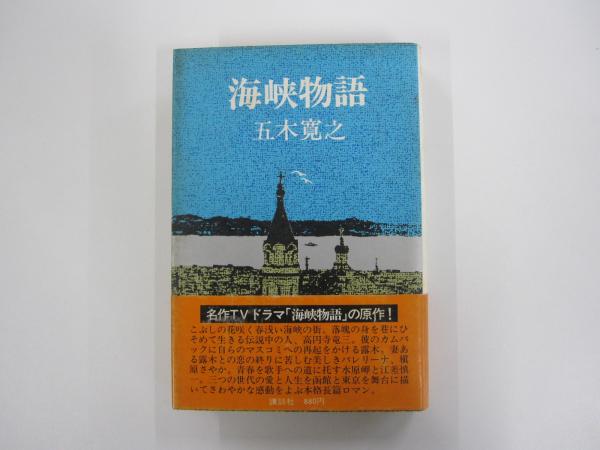 海峡物語
五木寛之
名作TVドラマ「海峡物語」の原作!
こぶしの花咲く春浅い海峡の街。落魄の身を巷にひ
そめて生きる伝説中の人、高円寺竜三。彼のカムバ
ックに自らのマスコミへの再起をかける露木。妻あ
る露木との恋の終りに苦しむ美しきバレリーナ、槇
原さやか。青春を歌手への道に托す水原岬と江差慎
一。三つの世代の愛と人生を函館と東京を舞台に描
いてさわやかな感動をよぶ本格長篇ロマン。
講談社 880円